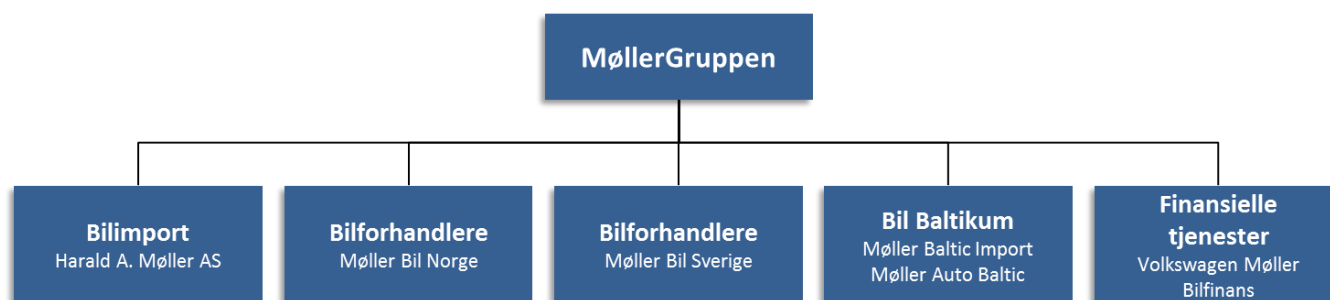 MøllerGruppen
Bilimport
Harald A. Møller AS
Bilforhandlere
Møller Bil Norge
Bilforhandlere
Møller Bil Sverige
Bil Baltikum
Møller Baltic Import
Møller Auto Baltic
Finansielle
tjenester
Volkswagen Møller
Bilfinans